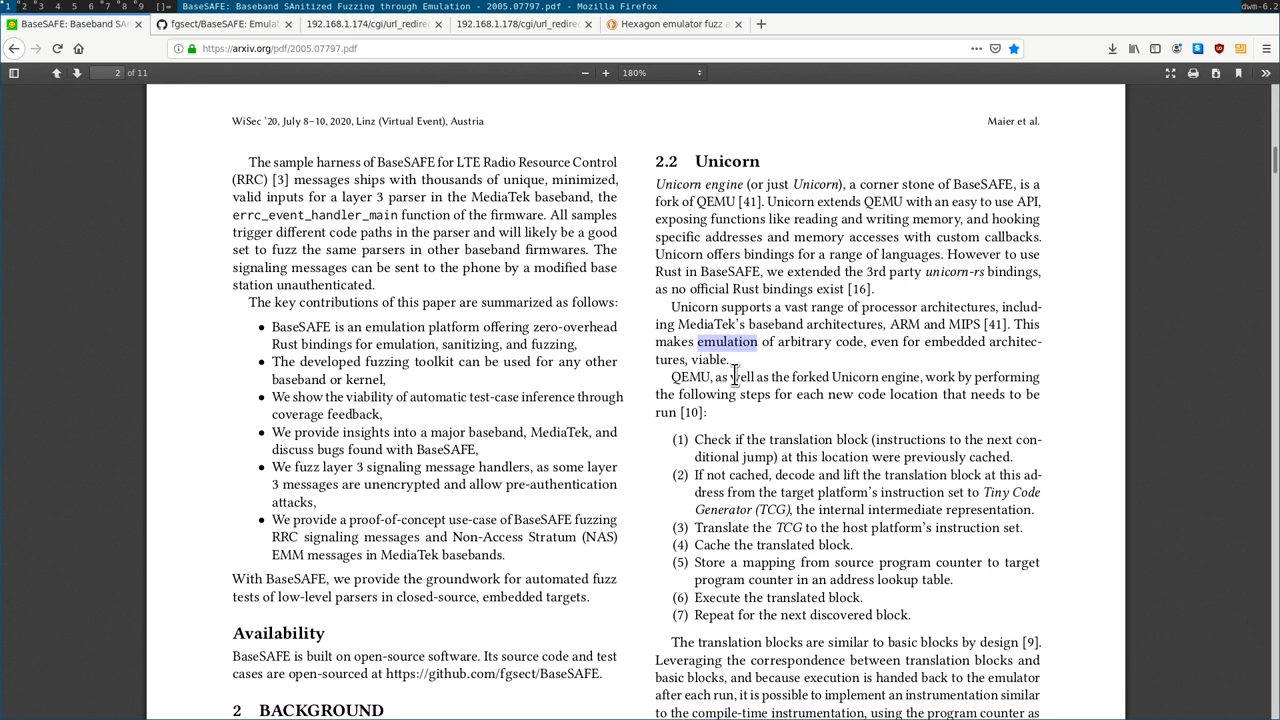 1 2 3 4 5 6 7 8 9 []= BaseSAFE: Baseband SAnitized Fuzzing through Emulation - 2005.07797.pdf - Mozilla Firefox dwm-6.2
BaseSAFE: Baseband SA
fgsect/BaseSAFE: Emulat
192.168.1.174/cgi/url_redirec
192.168.1.178/cgi/url_redirec
Hexagon emulator fuzz a
https://arxiv.org/pdf/2005.07797.pdf
2 of 11
180%
WiSec '20, July 8–10, 2020, Linz (Virtual Event), Austria
Maier et al.
The sample harness of BaseSAFE for LTE Radio Resource Control
(RRC) [3] messages ships with thousands of unique, minimized,
valid inputs for a layer 3 parser in the MediaTek baseband, the
errc_event_handler_main function of the firmware. All samples
trigger different code paths in the parser and will likely be a good
set to fuzz the same parsers in other baseband firmwares. The
signaling messages can be sent to the phone by a modified base
station unauthenticated.
The key contributions of this paper are summarized as follows:
• BaseSAFE is an emulation platform offering zero-overhead
Rust bindings for emulation, sanitizing, and fuzzing,
• The developed fuzzing toolkit can be used for any other
baseband or kernel,
• We show the viability of automatic test-case inference through
coverage feedback,
• We provide insights into a major baseband, MediaTek, and
discuss bugs found with BaseSAFE,
• We fuzz layer 3 signaling message handlers, as some layer
3 messages are unencrypted and allow pre-authentication
attacks,
• We provide a proof-of-concept use-case of BaseSAFE fuzzing
RRC signaling messages and Non-Access Stratum (NAS)
EMM messages in MediaTek basebands.
With BaseSAFE, we provide the groundwork for automated fuzz
tests of low-level parsers in closed-source, embedded targets.
Availability
BaseSAFE is built on open-source software. Its source code and test
cases are open-sourced at https://github.com/fgsect/BaseSAFE.
2 BACKGROUND
2.2 Unicorn
Unicorn engine (or just Unicorn), a corner stone of BaseSAFE, is a
fork of QEMU [41]. Unicorn extends QEMU with an easy to use API,
exposing functions like reading and writing memory, and hooking
specific addresses and memory accesses with custom callbacks.
Unicorn offers bindings for a range of languages. However to use
Rust in BaseSAFE, we extended the 3rd party unicorn-rs bindings,
as no official Rust bindings exist [16].
Unicorn supports a vast range of processor architectures, includ-
ing MediaTek's baseband architectures, ARM and MIPS [41]. This
makes emulation of arbitrary code, even for embedded architec-
tures, viable.
QEMU, as well as the forked Unicorn engine, work by performing
the following steps for each new code location that needs to be
run [10]:
(1) Check if the translation block (instructions to the next con-
ditional jump) at this location were previously cached.
(2) If not cached, decode and lift the translation block at this ad-
dress from the target platform's instruction set to Tiny Code
Generator (TCG), the internal intermediate representation.
(3) Translate the TCG to the host platform's instruction set.
(4) Cache the translated block.
(5) Store a mapping from source program counter to target
program counter in an address lookup table.
(6) Execute the translated block.
(7) Repeat for the next discovered block.
The translation blocks are similar to basic blocks by design [9].
Leveraging the correspondence between translation blocks and
basic blocks, and because execution is handed back to the emulator
after each run, it is possible to implement an instrumentation similar
to the compile-time instrumentation, using the program counter as